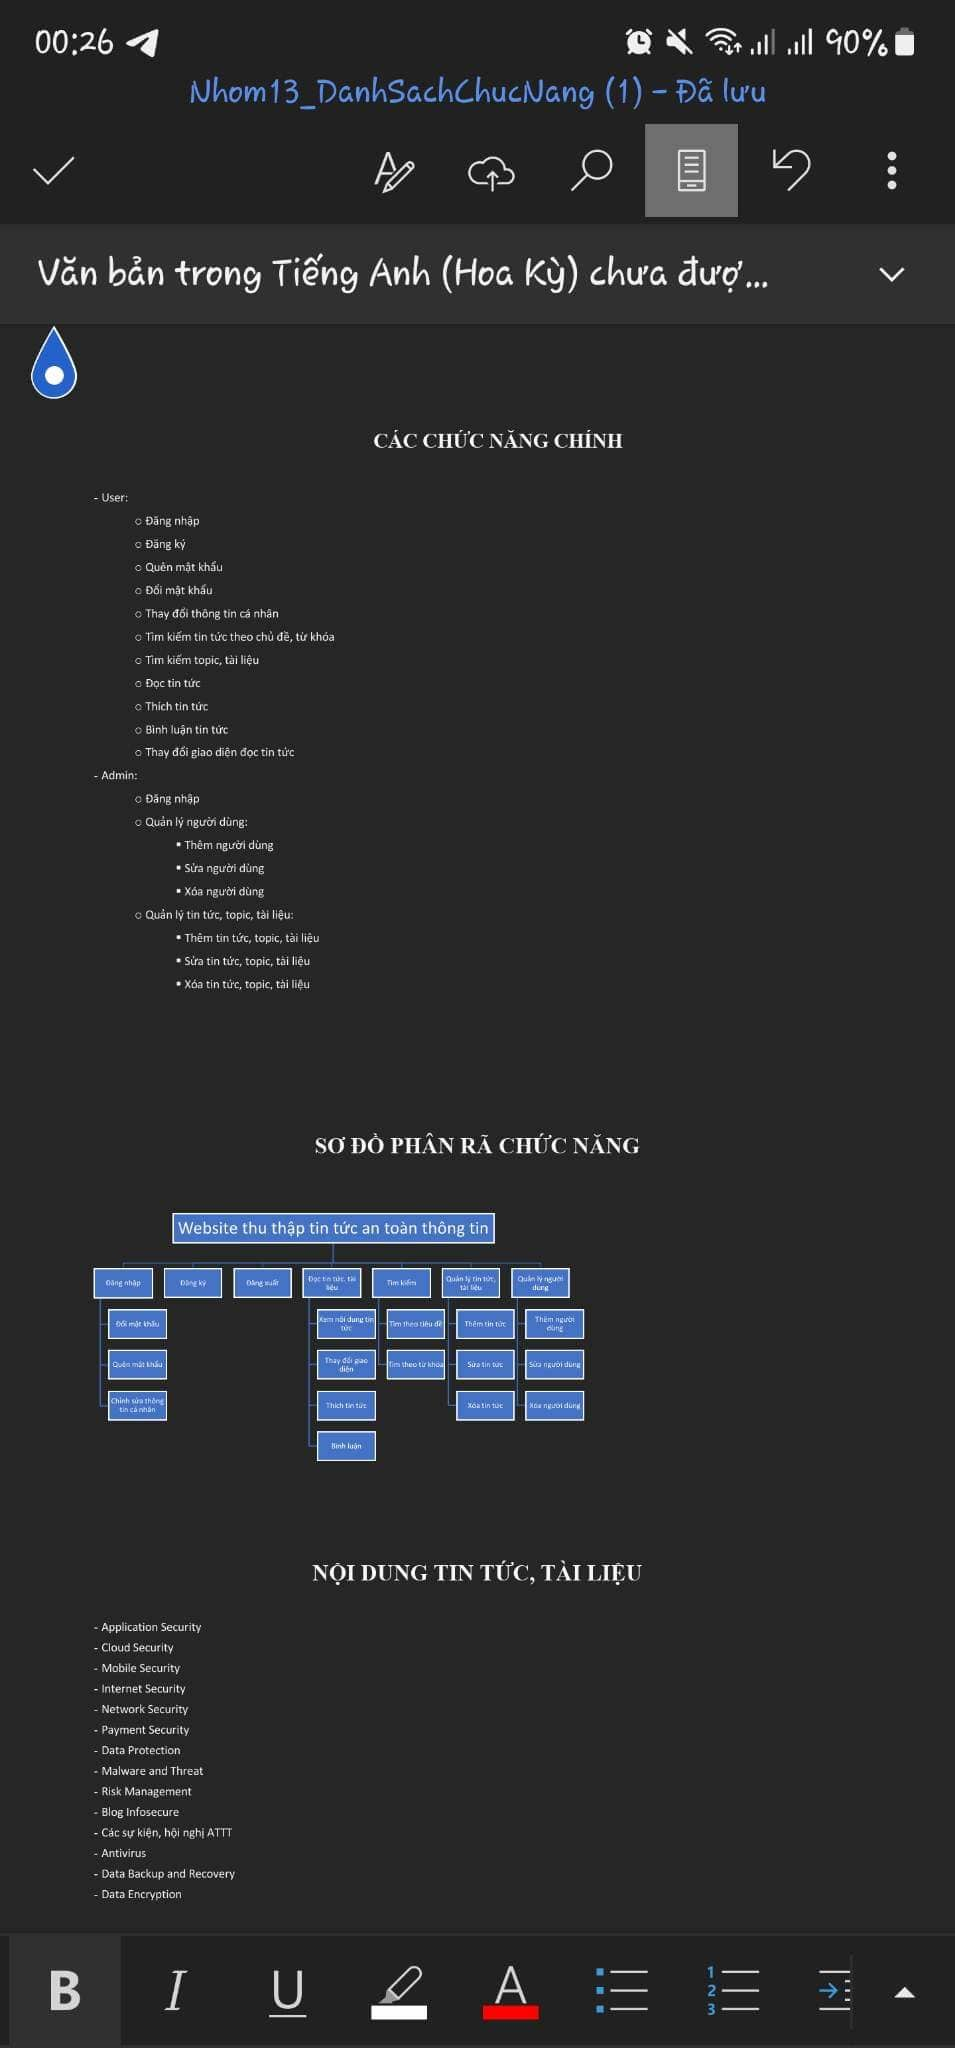 00:26
90%
Nhom13_DanhSachChucNang (1) – Đã lưu
Văn bản trong Tiếng Anh (Hoa Kỳ) chưa đượ...
CÁC CHỨC NĂNG CHÍNH
- User:
○ Đăng nhập
○ Đăng ký
○ Quên mật khẩu
○ Đổi mật khẩu
○ Thay đổi thông tin cá nhân
○ Tìm kiếm tin tức theo chủ đề, từ khóa
○ Tìm kiếm topic, tài liệu
○ Đọc tin tức
○ Thích tin tức
○ Bình luận tin tức
○ Thay đổi giao diện đọc tin tức
- Admin:
○ Đăng nhập
○ Quản lý người dùng:
▪ Thêm người dùng
▪ Sửa người dùng
▪ Xóa người dùng
○ Quản lý tin tức, topic, tài liệu:
▪ Thêm tin tức, topic, tài liệu
▪ Sửa tin tức, topic, tài liệu
▪ Xóa tin tức, topic, tài liệu
SƠ ĐỒ PHÂN RÃ CHỨC NĂNG
Website thu thập tin tức an toàn thông tin
Đăng nhập
Đổi mật khẩu
Quên mật khẩu
Chỉnh sửa thông
tin cá nhân
Đăng ký
Đăng xuất
Đọc tin tức, tài
liệu
Xem nội dung tin
tức
Thay đổi giao
diện
Thích tin tức
Bình luận
Tìm kiếm
Tìm theo tiêu đề
Tìm theo từ khóa
Quản lý tin tức,
tài liệu
Thêm tin tức
Sửa tin tức
Xóa tin tức
Quản lý người
dùng
Thêm người
dùng
Sửa người dùng
Xóa người dùng
NỘI DUNG TIN TỨC, TÀI LIỆU
- Application Security
- Cloud Security
- Mobile Security
- Internet Security
- Network Security
- Payment Security
- Data Protection
- Malware and Threat
- Risk Management
- Blog Infosecure
- Các sự kiện, hội nghị ATTT
- Antivirus
- Data Backup and Recovery
- Data Encryption
B I U A 1 2 3